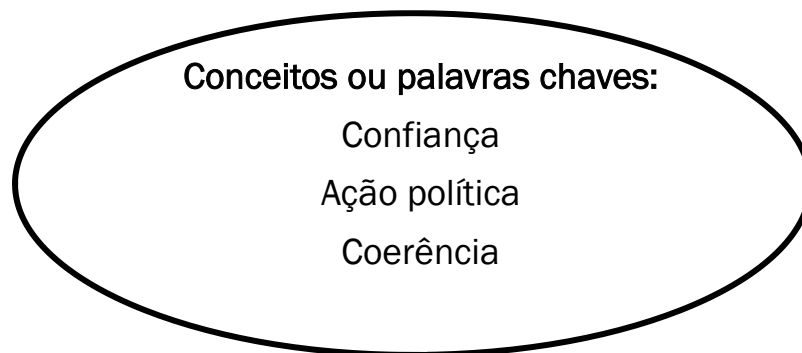 Conceitos ou palavras chaves:
Confiança
Ação política
Coerência